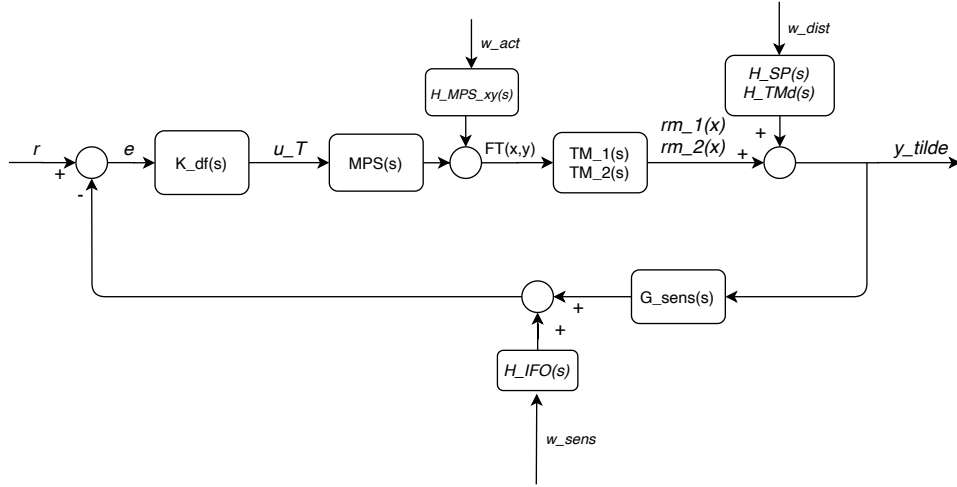 w_act
w_dist
H_MPS_xy(s)
H_SP(s)
H_TMd(s)
r
+
-
e
K_df(s)
u_T
MPS(s)
FT(x,y)
TM_1(s)
TM_2(s)
rm_1(x)
rm_2(x)
+
+
y_tilde
G_sens(s)
+
+
H_IFO(s)
w_sens